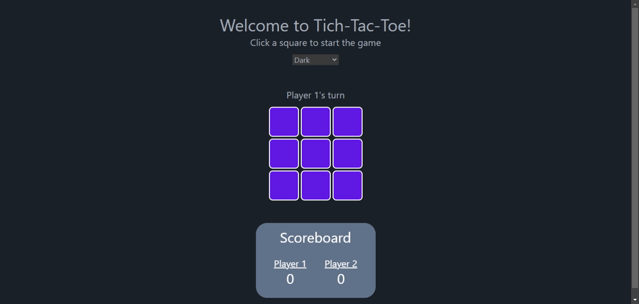 Welcome to Tich-Tac-Toe!
Click a square to start the game
Dark
Player 1's turn
Scoreboard
Player 1 Player 2
0 0